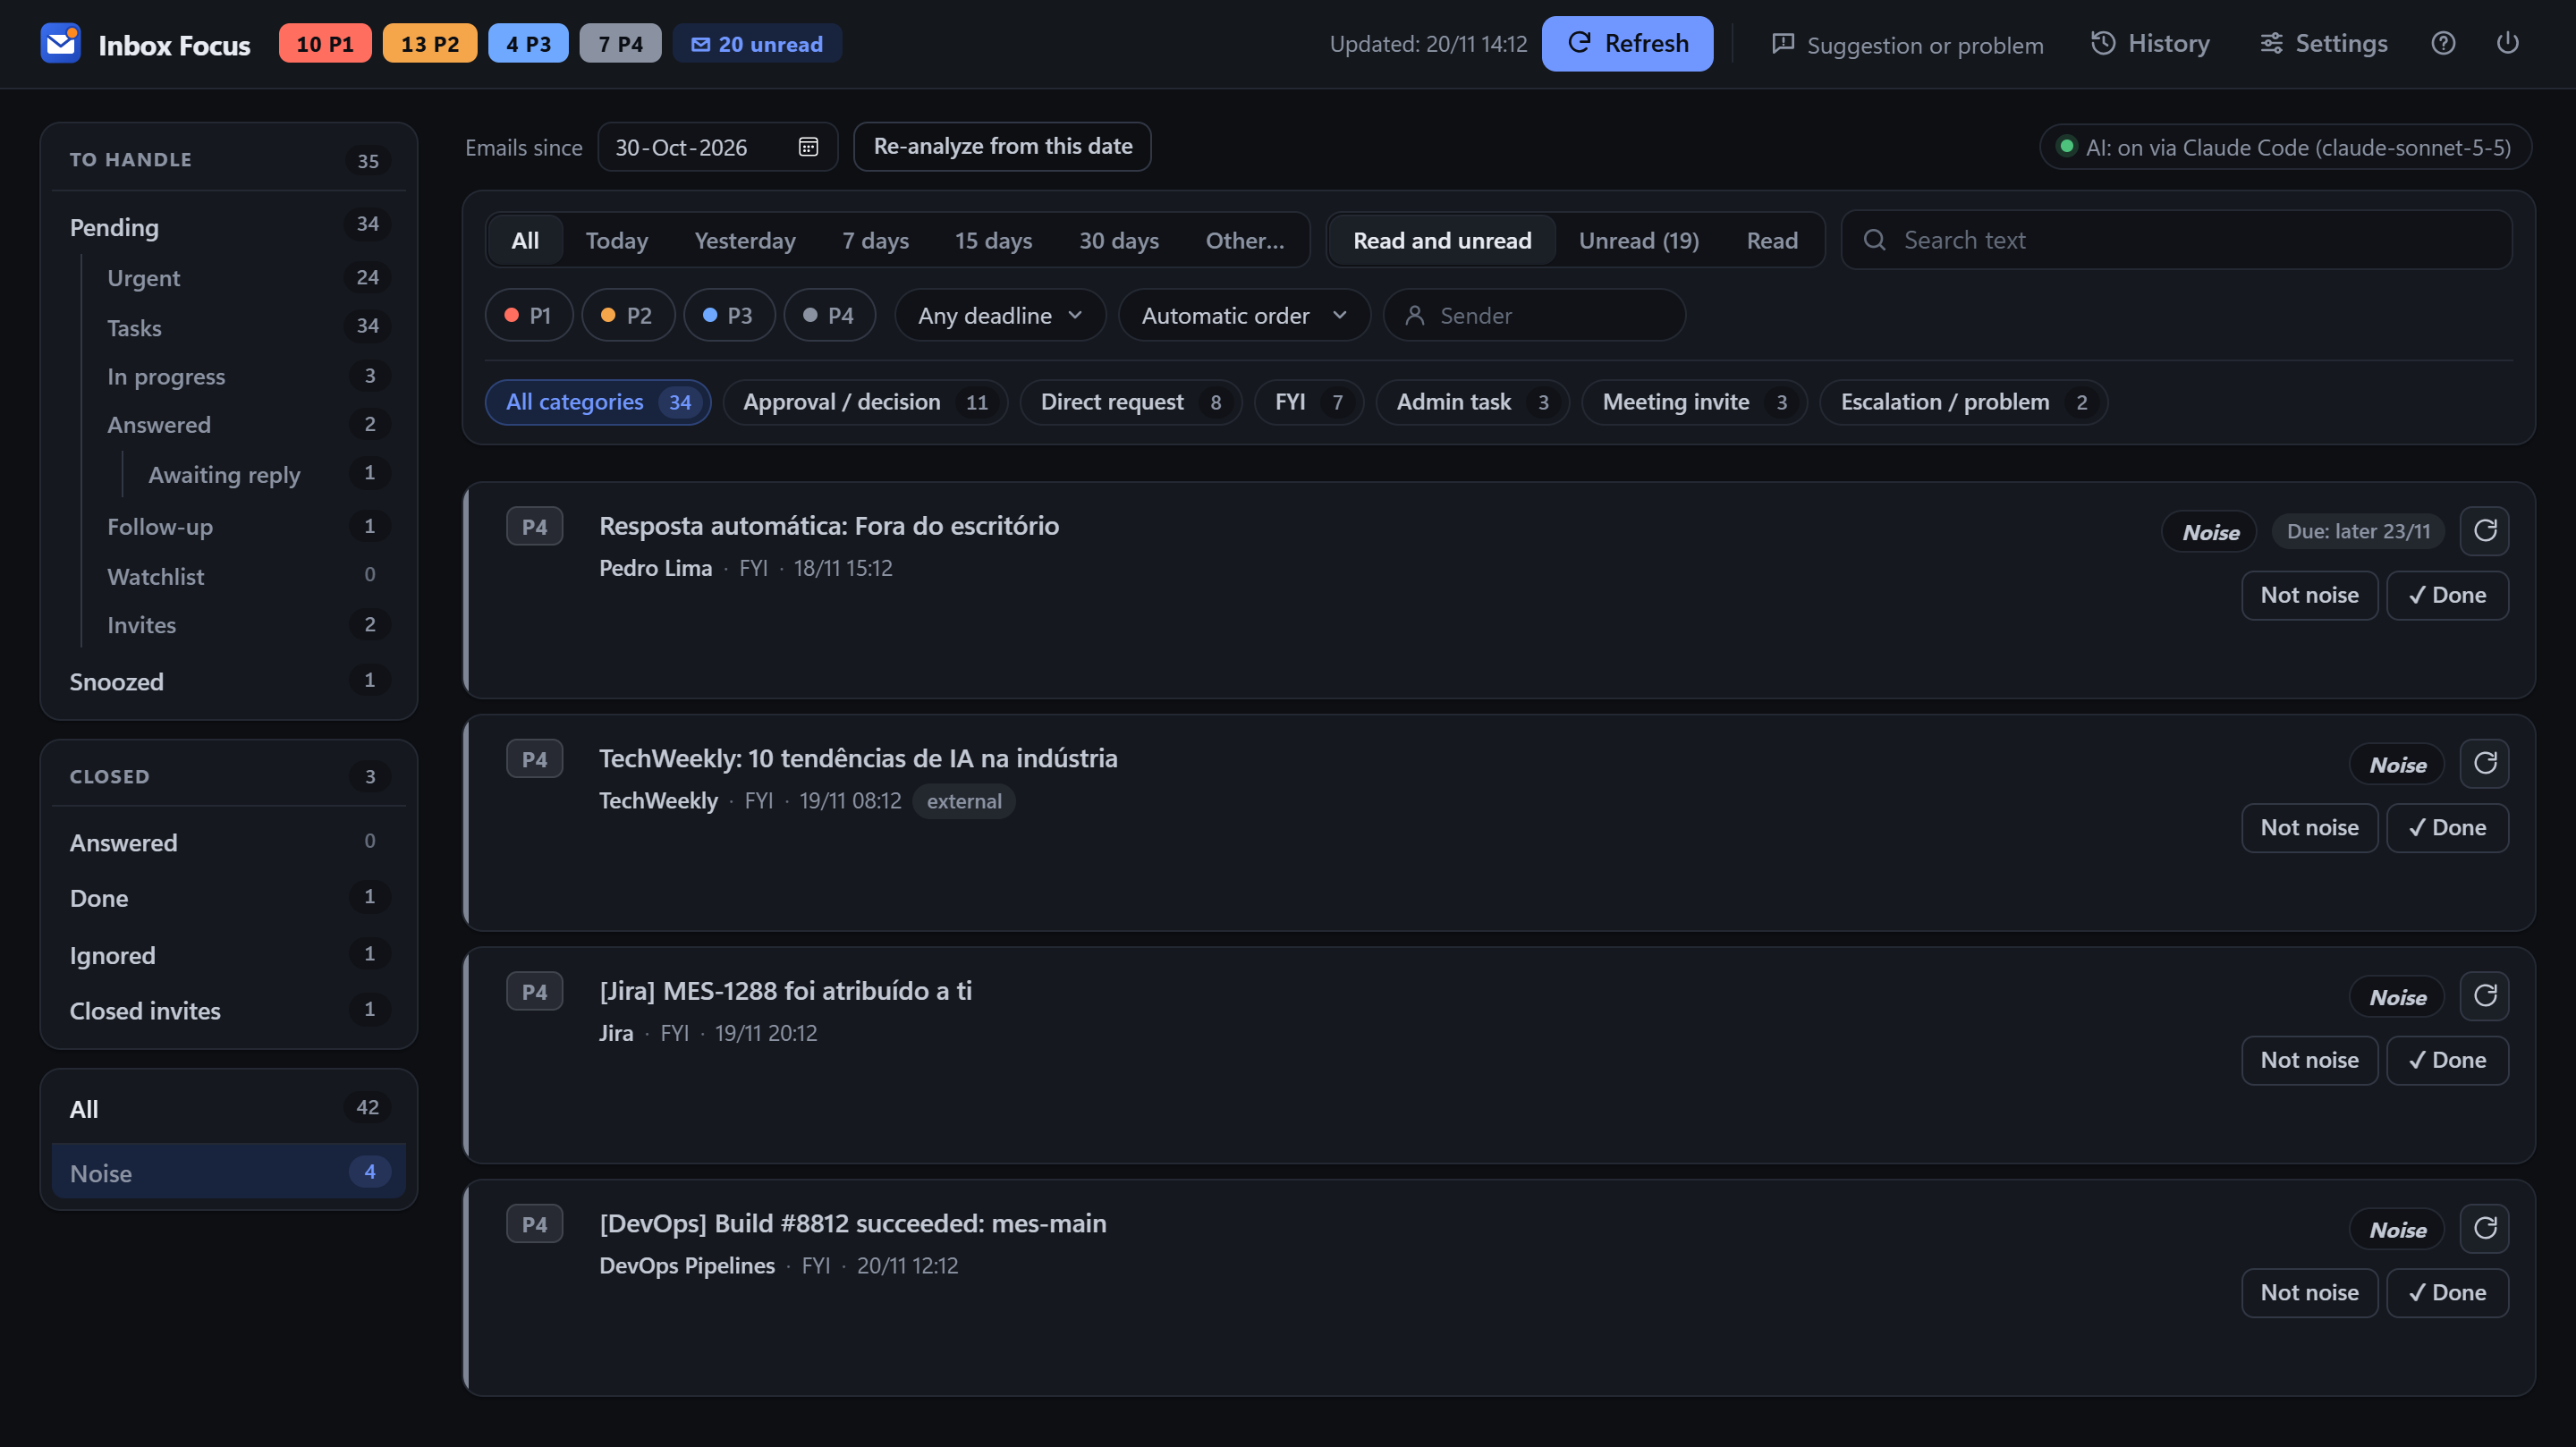 Inbox Focus 10 P1 13 P2 4 P3 7 P4 20 unread Updated: 20/11 14:12 Refresh Suggestion or problem History Settings
TO HANDLE 35
Pending 34
Urgent 24
Tasks 34
In progress 3
Answered 2
Awaiting reply 1
Follow-up 1
Watchlist 0
Invites 2
Snoozed 1
CLOSED 3
Answered 0
Done 1
Ignored 1
Closed invites 1
All 42
Noise 4
Emails since 30-Oct-2026 Re-analyze from this date AI: on via Claude Code (claude-sonnet-5-5)
All Today Yesterday 7 days 15 days 30 days Other... Read and unread Unread (19) Read Search text
P1 P2 P3 P4 Any deadline Automatic order Sender
All categories 34 Approval / decision 11 Direct request 8 FYI 7 Admin task 3 Meeting invite 3 Escalation / problem 2
P4 Resposta automática: Fora do escritório Noise Due: later 23/11
Pedro Lima · FYI · 18/11 15:12
Not noise ✓ Done
P4 TechWeekly: 10 tendências de IA na indústria Noise
TechWeekly · FYI · 19/11 08:12 external
Not noise ✓ Done
P4 [Jira] MES-1288 foi atribuído a ti Noise
Jira · FYI · 19/11 20:12
Not noise ✓ Done
P4 [DevOps] Build #8812 succeeded: mes-main Noise
DevOps Pipelines · FYI · 20/11 12:12
Not noise ✓ Done